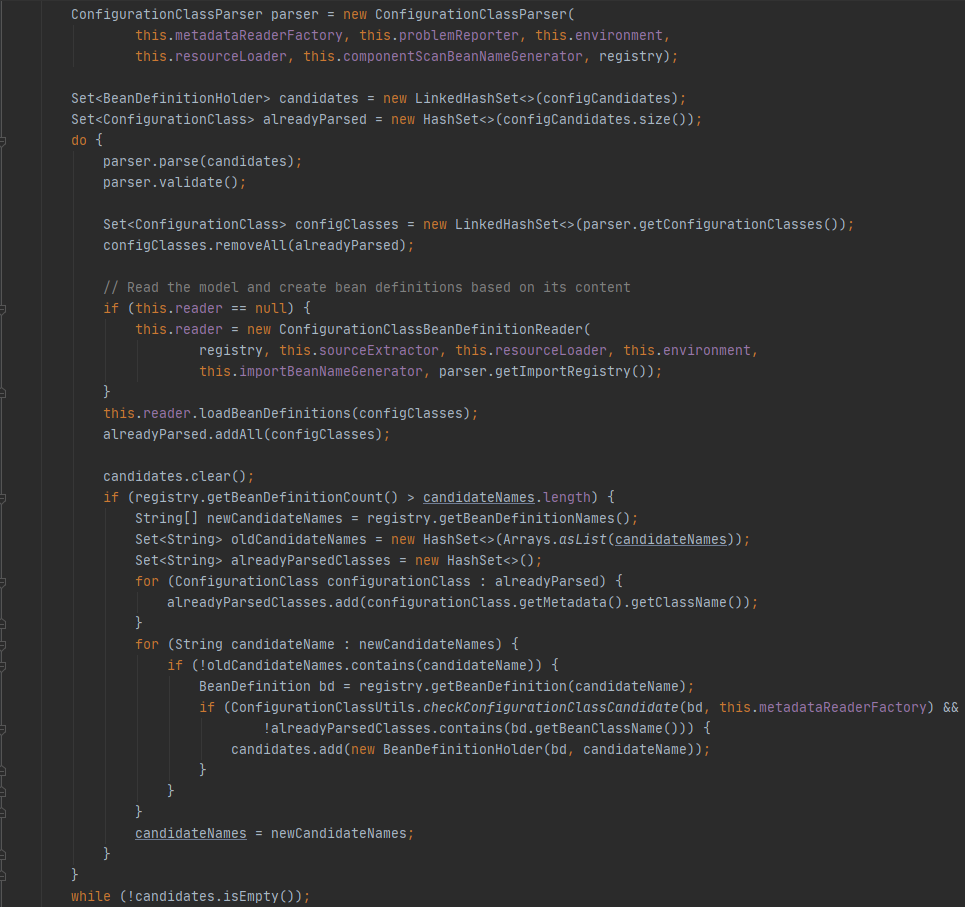 ConfigurationClassParser parser = new ConfigurationClassParser(
this.metadataReaderFactory, this.problemReporter, this.environment,
this.resourceLoader, this.componentScanBeanNameGenerator, registry);
Set<BeanDefinitionHolder> candidates = new LinkedHashSet<>(configCandidates);
Set<ConfigurationClass> alreadyParsed = new HashSet<>(configCandidates.size());
do {
parser.parse(candidates);
parser.validate();
Set<ConfigurationClass> configClasses = new LinkedHashSet<>(parser.getConfigurationClasses());
configClasses.removeAll(alreadyParsed);
// Read the model and create bean definitions based on its content
if (this.reader == null) {
this.reader = new ConfigurationClassBeanDefinitionReader(
registry, this.sourceExtractor, this.resourceLoader, this.environment,
this.importBeanNameGenerator, parser.getImportRegistry());
}
this.reader.loadBeanDefinitions(configClasses);
alreadyParsed.addAll(configClasses);
candidates.clear();
if (registry.getBeanDefinitionCount() > candidateNames.length) {
String[] newCandidateNames = registry.getBeanDefinitionNames();
Set<String> oldCandidateNames = new HashSet<>(Arrays.asList(candidateNames));
Set<String> alreadyParsedClasses = new HashSet<>();
for (ConfigurationClass configurationClass : alreadyParsed) {
alreadyParsedClasses.add(configurationClass.getMetadata().getClassName());
}
for (String candidateName : newCandidateNames) {
if (!oldCandidateNames.contains(candidateName)) {
BeanDefinition bd = registry.getBeanDefinition(candidateName);
if (ConfigurationClassUtils.checkConfigurationClassCandidate(bd, this.metadataReaderFactory) &&
!alreadyParsedClasses.contains(bd.getBeanClassName())) {
candidates.add(new BeanDefinitionHolder(bd, candidateName));
}
}
}
candidateNames = newCandidateNames;
}
}
while (!candidates.isEmpty());